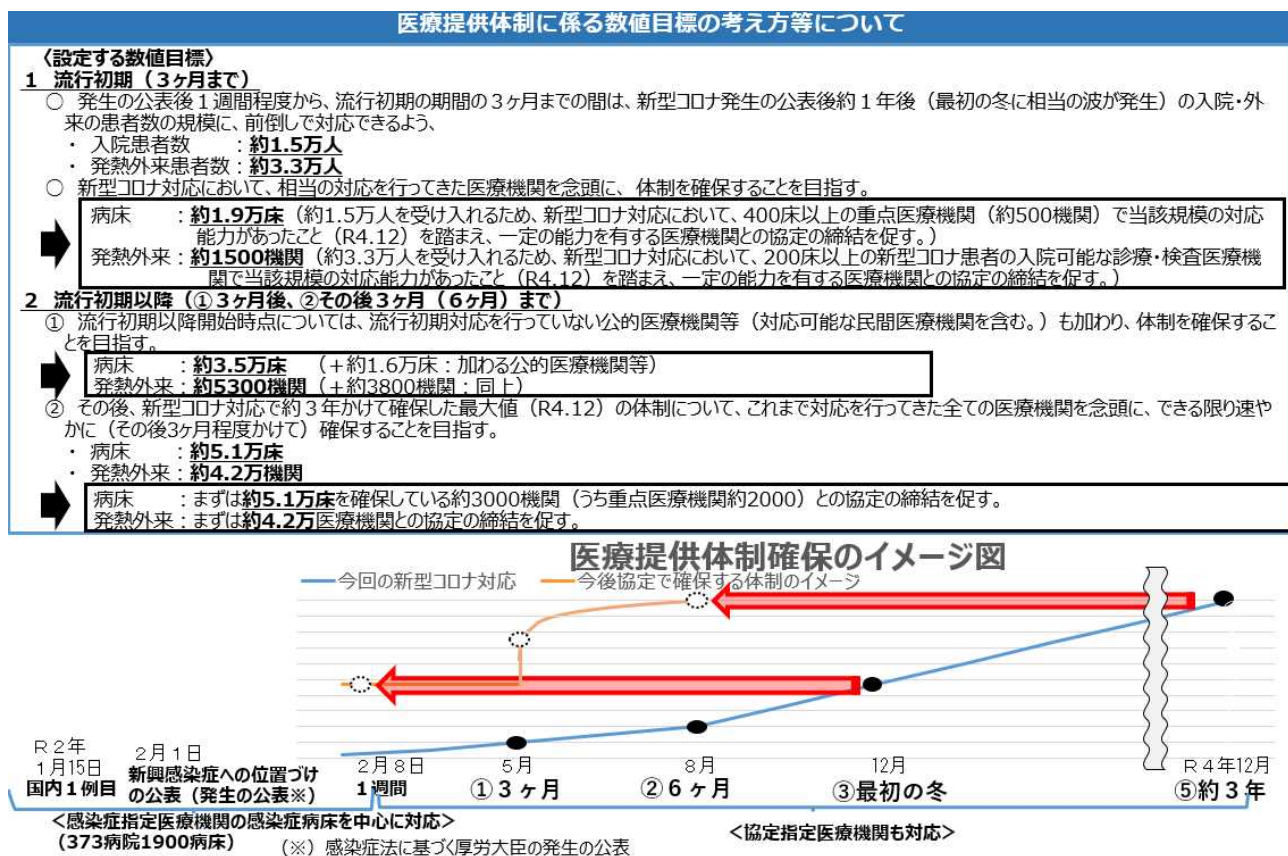 医療提供体制に係る数値目標の考え方等について
〈設定する数値目標〉
1 流行初期（３ヶ月まで）
○ 発生の公表後１週間程度から、流行初期の期間の３ヶ月までの間は、新型コロナ発生の公表後約１年後（最初の冬に相当の波が発生）の入院・外
来の患者数の規模に、前倒しで対応できるよう、
・ 入院患者数　　：約1.5万人
・ 発熱外来患者数：約3.3万人
○ 新型コロナ対応において、相当の対応を行ってきた医療機関を念頭に、体制を確保することを目指す。
病床　　：約1.9万床（約1.5万人を受け入れるため、新型コロナ対応において、400床以上の重点医療機関（約500機関）で当該規模の対応
能力があったこと（R4.12）を踏まえ、一定の能力を有する医療機関との協定の締結を促す。）
発熱外来：約1500機関（約3.3万人を受け入れるため、新型コロナ対応において、200床以上の新型コロナ患者の入院可能な診療・検査医療機
関で当該規模の対応能力があったこと（R4.12）を踏まえ、一定の能力を有する医療機関との協定の締結を促す。）
2 流行初期以降（①３ヶ月後、②その後３月（６ヶ月）まで）
① 流行初期以降開始時点については、流行初期対応を行っていない公的医療機関等（対応可能な民間医療機関を含む。）も加わり、体制を確保するこ
とを目指す。
病床　　：約3.5万床　（＋約1.6万床：加わる公的医療機関等）
発熱外来：約5300機関（＋約3800機関：同上）
② その後、新型コロナ対応で約３年かけて確保した最大値（R4.12）の体制について、これまで対応を行ってきた全ての医療機関を念頭に、できる限り速や
かに（その後3ヶ月程度かけて）確保することを目指す。
・ 病床　　：約5.1万床
・ 発熱外来：約4.2万機関
病床　　：まずは約5.1万床を確保している約3000機関（うち重点医療機関約2000）との協定の締結を促す。
発熱外来：まずは約4.2万医療機関との協定の締結を促す。
医療提供体制確保のイメージ図
今回の新型コロナ対応　今後協定で確保する体制のイメージ
Ｒ２年
１月15日
国内１例目
２月１日
新興感染症への位置づけ
の公表（発生の公表※）
２月８日
１週間
５月
①３ヶ月
８月
②６ヶ月
12月
③最初の冬
Ｒ４年12月
⑤約３年
＜感染症指定医療機関の感染症病床を中心に対応＞
（373病院1900病床）
（※）感染症法に基づく厚労大臣の発生の公表
＜協定指定医療機関も対応＞